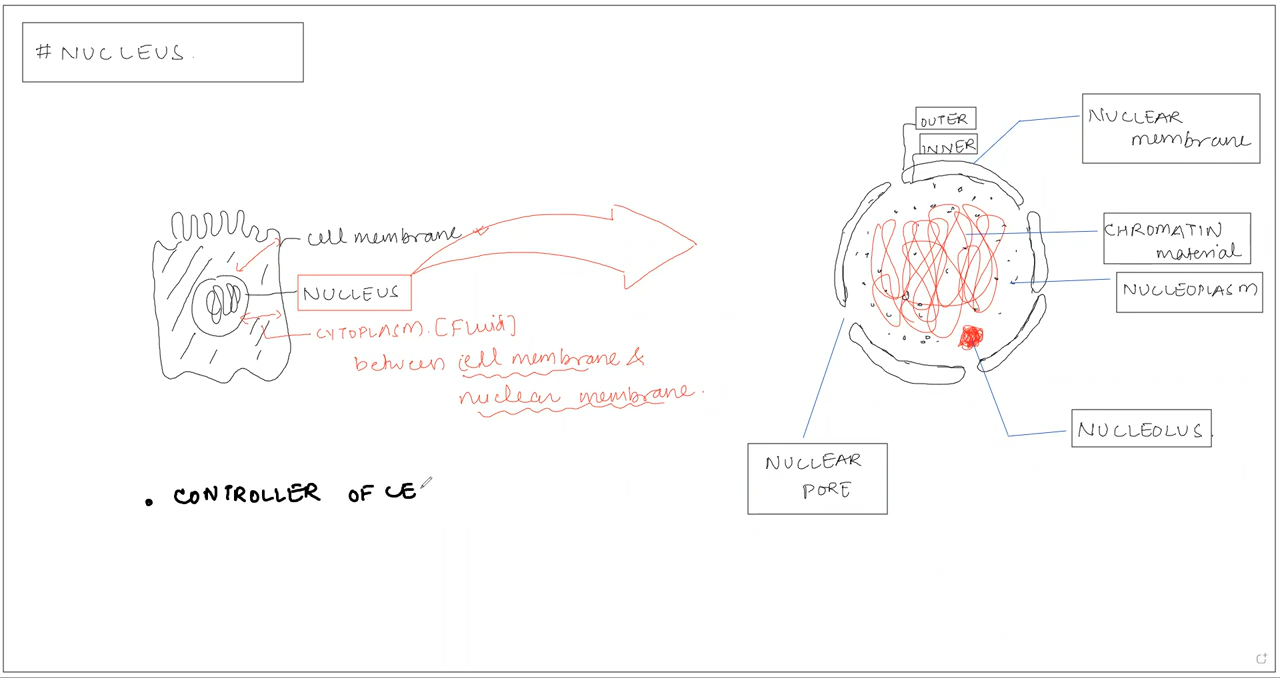 # NUCLEUS.
OUTER
INNER
NUCLEAR
membrane
cell membrane
CHROMATIN
material
NUCLEUS
NUCLEOPLASM
CYTOPLASM. [Fluid]
between cell membrane &
nuclear membrane.
NUCLEOLUS.
NUCLEAR
PORE
. CONTROLLER OF CE